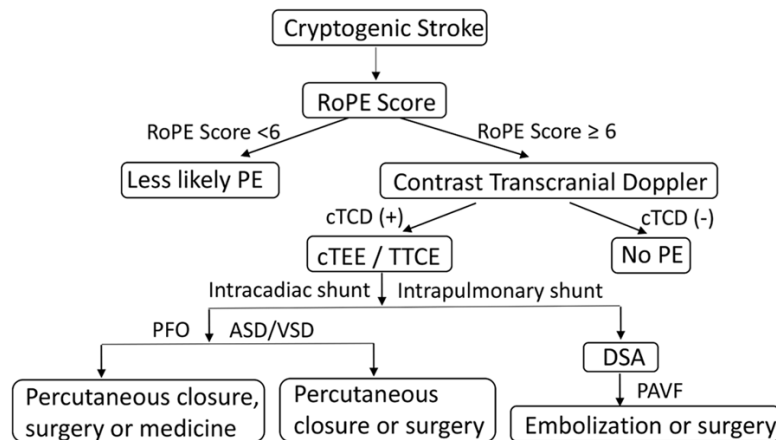 Cryptogenic Stroke
RoPE Score
RoPE Score <6
RoPE Score ≥ 6
Less likely PE
Contrast Transcranial Doppler
cTCD (+)
cTCD (-)
cTEE / TTCE
No PE
Intracadiac shunt
Intrapulmonary shunt
PFO
ASD/VSD
DSA
PAVF
Percutaneous closure,
surgery or medicine
Percutaneous
closure or surgery
Embolization or surgery